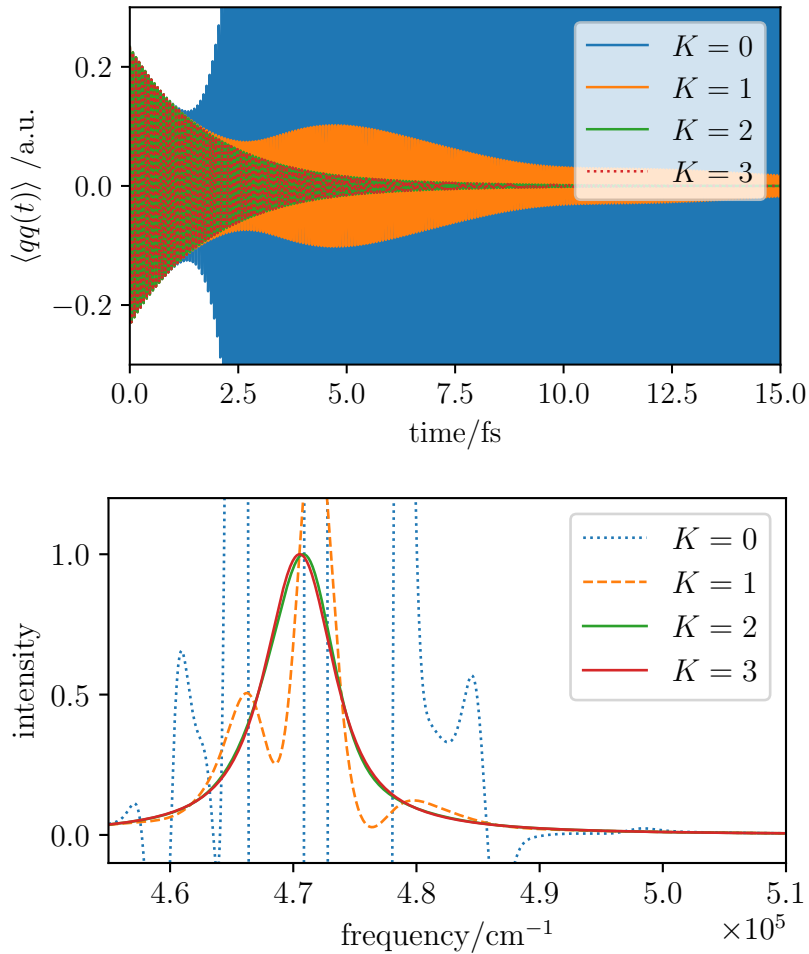 0.2
0.0
−0.2
⟨qq(t)⟩ /a.u.
K = 0
K = 1
K = 2
K = 3
0.0 2.5 5.0 7.5 10.0 12.5 15.0
time/fs
1.0
0.5
0.0
intensity
K = 0
K = 1
K = 2
K = 3
4.6 4.7 4.8 4.9 5.0 5.1
×10⁵
frequency/cm⁻¹